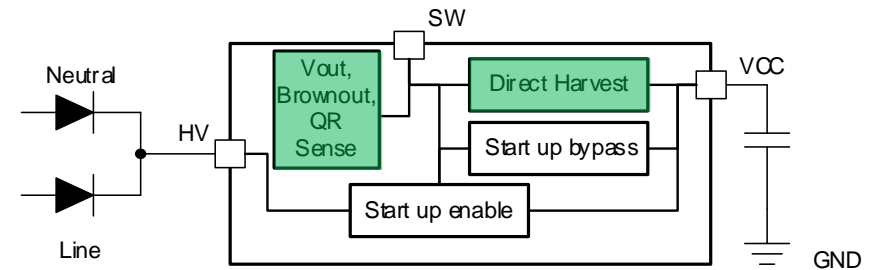 SW
Neutral
Vout,
Brownout,
QR
Sense
Direct Harvest
VCC
HV
Start up bypass
Start up enable
Line
GND